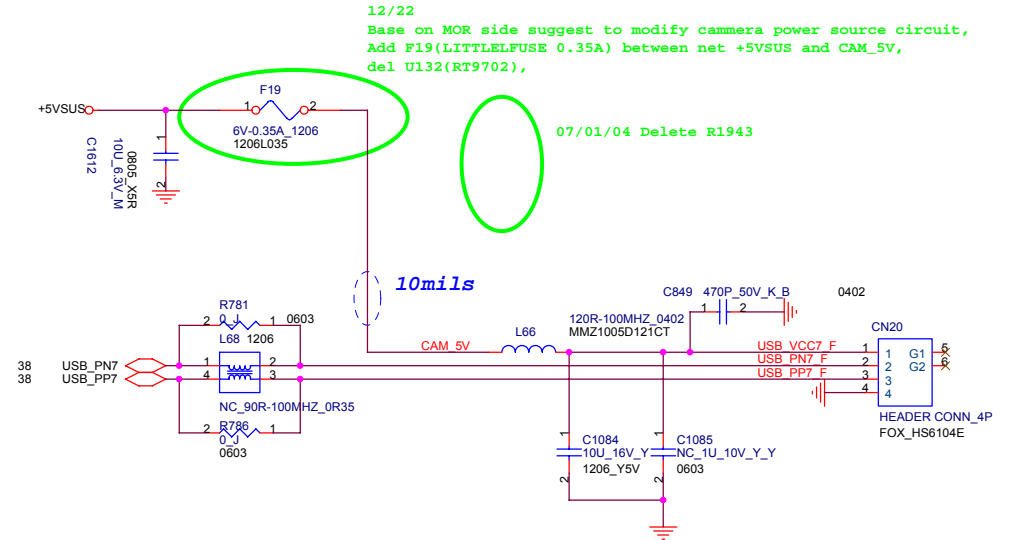 12/22
Base on MOR side suggest to modify cammera power source circuit,
Add F19(LITTLELFUSE 0.35A) between net +5VSUS and CAM_5V,
del U132(RT9702),
F19
+5VSUS
1
2
6V-0.35A_1206
1206L035
07/01/04 Delete R1943
1
2
0805_X5R
10U_6.3V_M
C1612
10mils
C849
470P_50V_K_B
0402
1
2
R781
2
1
0603
0_J
L68
1206
120R-100MHZ_0402
MMZ1005D121CT
L66
CN20
CAM_5V
USB_VCC7_F
1
1
G1
5
38
USB_PN7
1
2
USB_PN7_F
2
2
G2
6
38
USB_PP7
4
3
USB_PP7_F
3
3
4
4
NC_90R-100MHZ_0R35
HEADER CONN_4P
FOX_HS6104E
R786
2
1
0_J
0603
1
C1084
10U_16V_Y
1206_Y5V
2
1
C1085
NC_1U_10V_Y_Y
0603
2